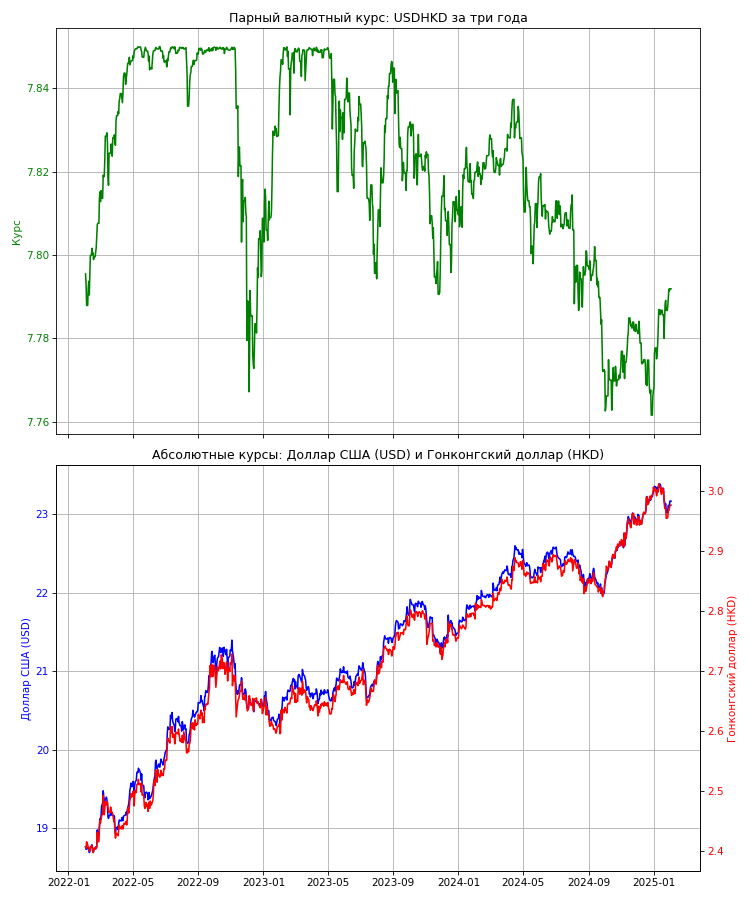 Парный валютный курс: USDHKD за три года
Курс
7.84
7.82
7.80
7.78
7.76
Абсолютные курсы: Доллар США (USD) и Гонконгский доллар (HKD)
Доллар США (USD)
23
22
21
20
19
3.0
2.9
2.8
2.7
2.6
2.5
2.4
Гонконгский доллар (HKD)
2022-01 2022-05 2022-09 2023-01 2023-05 2023-09 2024-01 2024-05 2024-09 2025-01